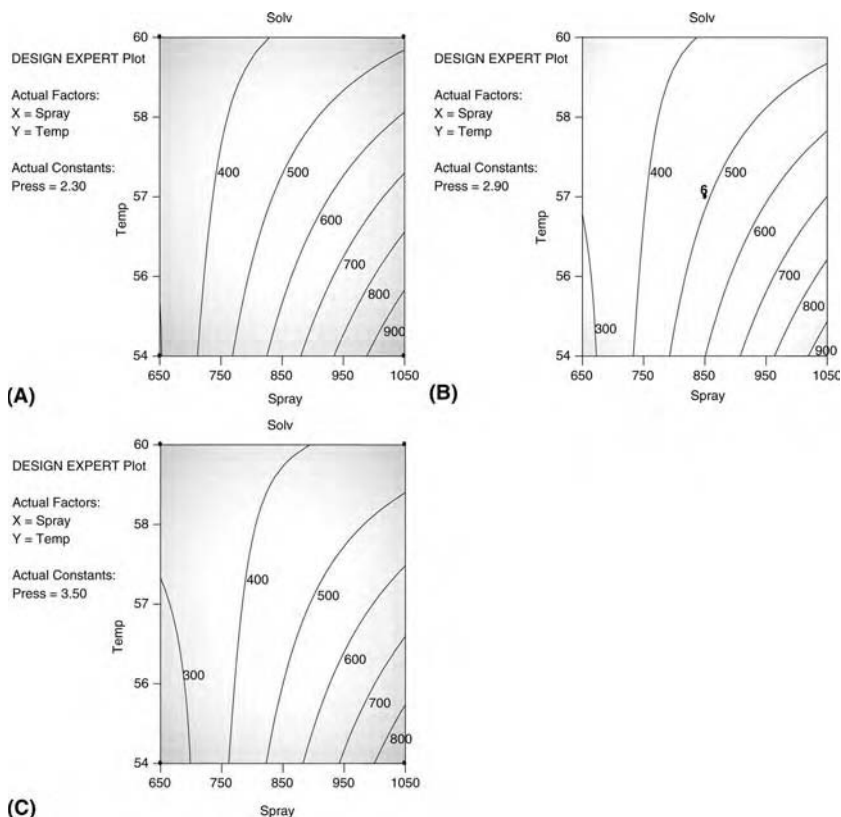 Solv
DESIGN EXPERT Plot
Actual Factors:
X = Spray
Y = Temp
Actual Constants:
Press = 2.30
Temp
60
58
57
56
54
400
500
600
700
800
900
650
750
850
950
1050
Spray
(A)
Solv
DESIGN EXPERT Plot
Actual Factors:
X = Spray
Y = Temp
Actual Constants:
Press = 2.90
Temp
60
58
57
56
54
400
6
500
600
700
300
800
900
650
750
850
950
1050
Spray
(B)
Solv
DESIGN EXPERT Plot
Actual Factors:
X = Spray
Y = Temp
Actual Constants:
Press = 3.50
Temp
60
58
57
56
54
400
500
300
600
700
800
650
750
850
950
1050
Spray
(C)